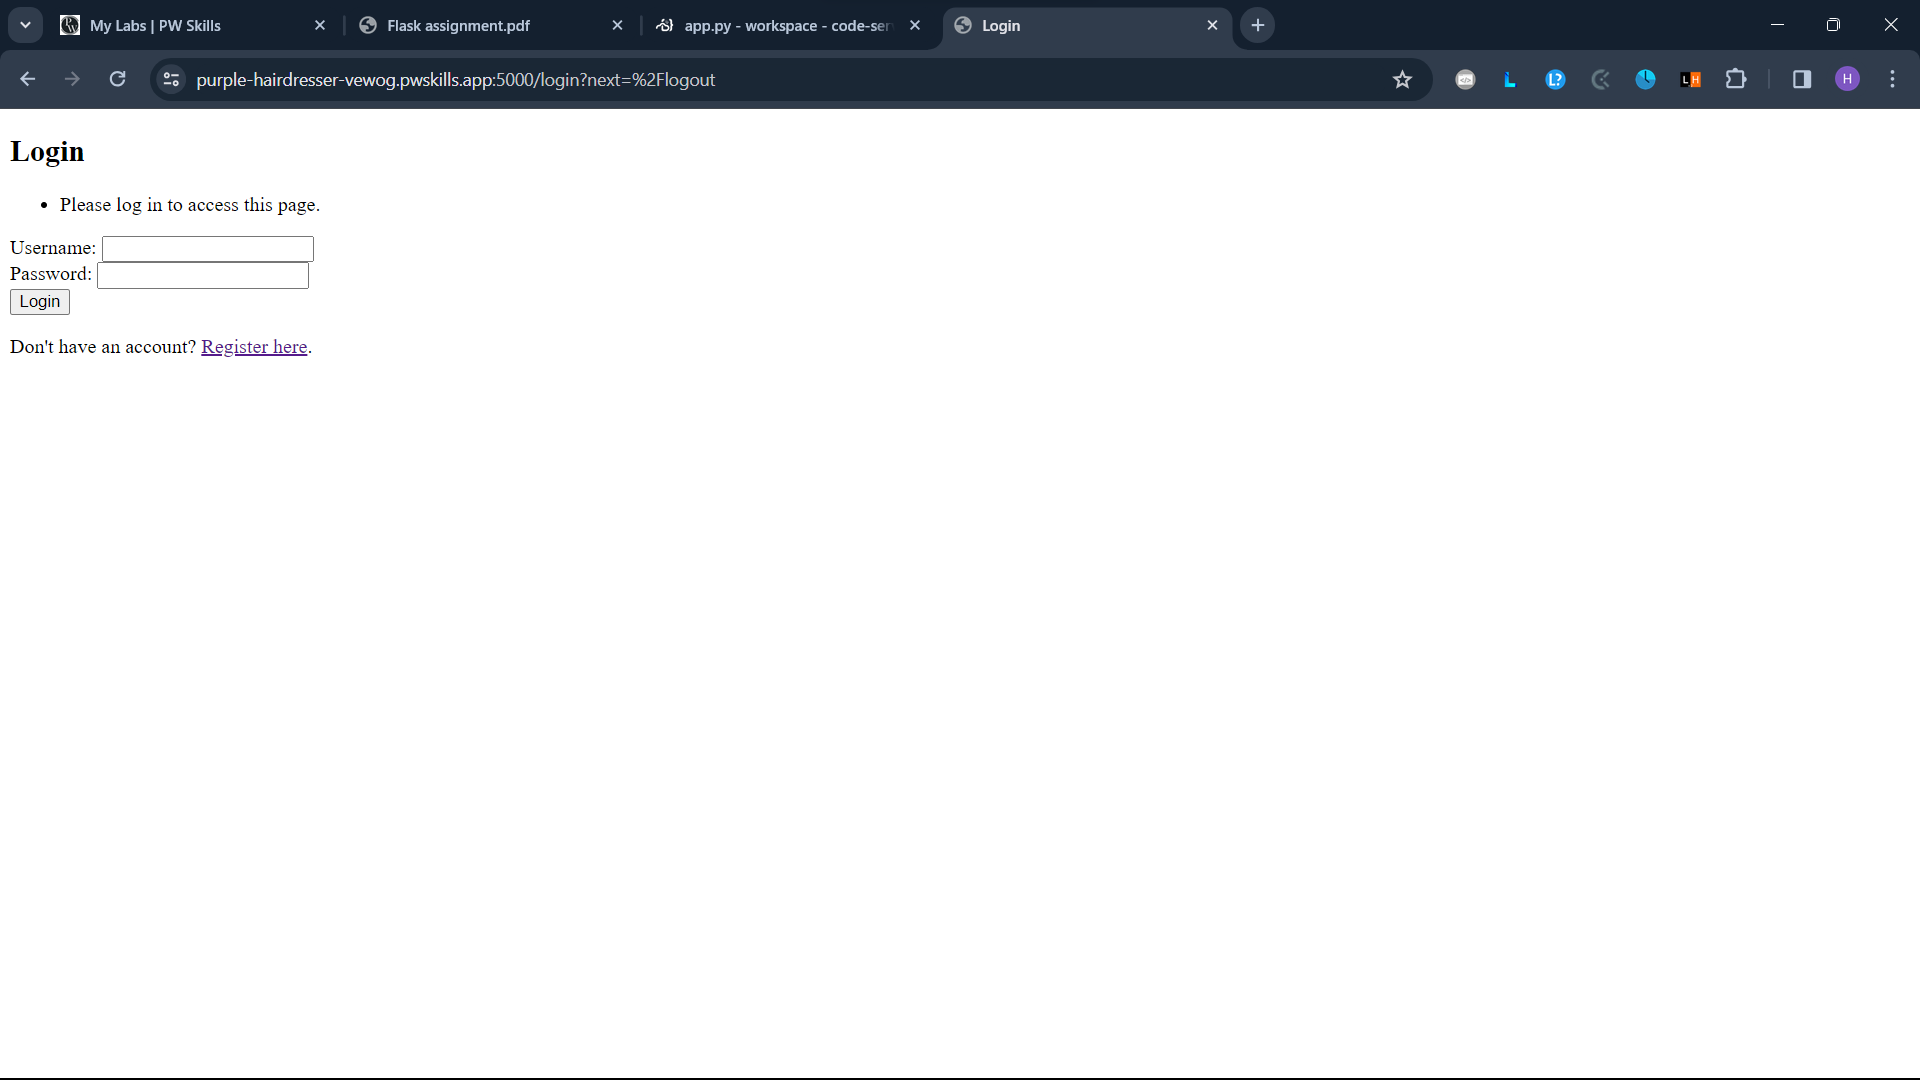 My Labs | PW Skills
Flask assignment.pdf
app.py - workspace - code-ser
Login
purple-hairdresser-vewog.pwskills.app:5000/login?next=%2Flogout
L?
LH
H
Login
Please log in to access this page.
Username:
Password:
Login
Don't have an account? Register here.